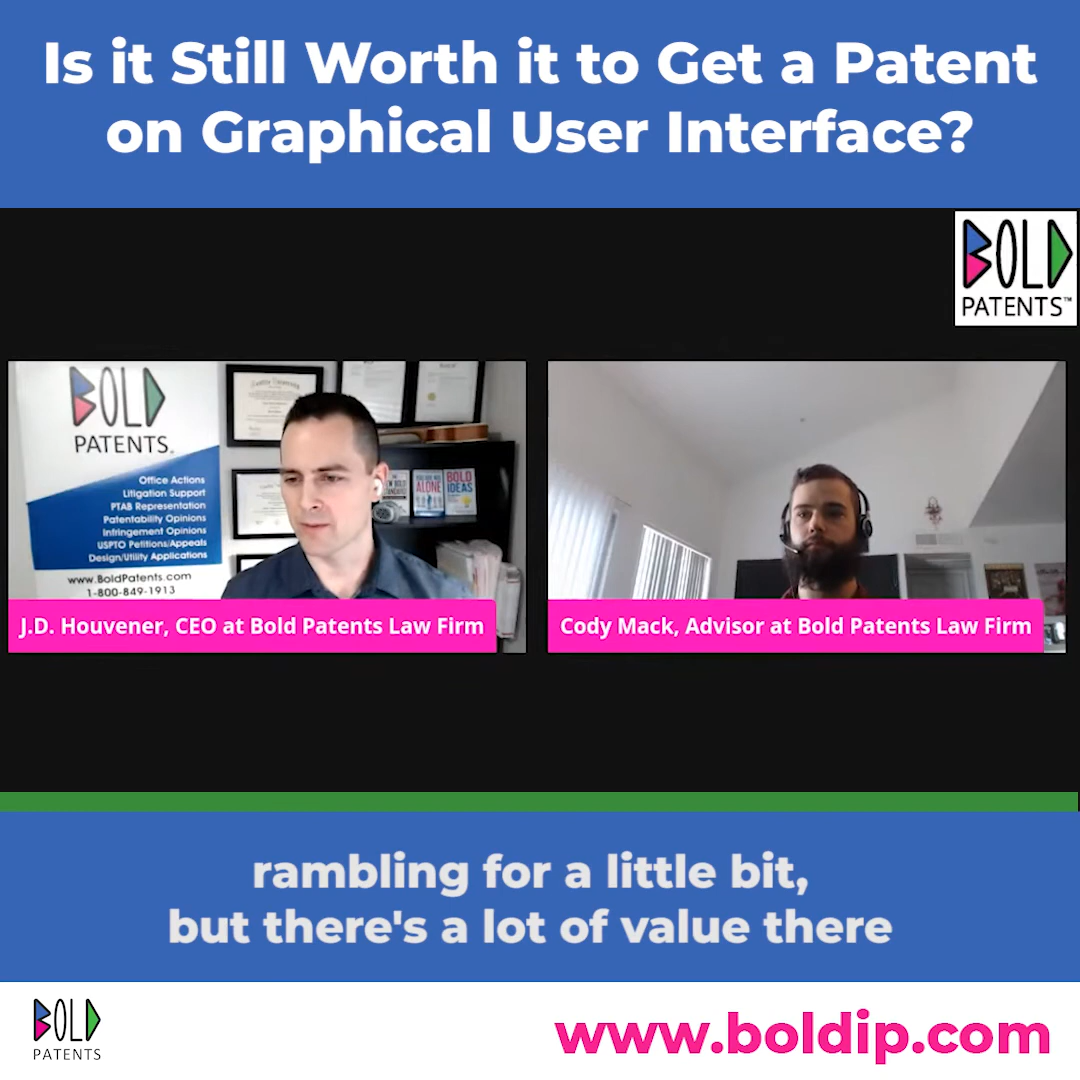 Is it Still Worth it to Get a Patent
on Graphical User Interface?
BOLD
PATENTS™
BOLD
PATENTS®
Office Actions
Litigation Support
PTAB Representation
Patentability Opinions
Infringement Opinions
USPTO Petitions/Appeals
Design/Utility Applications
www.BoldPatents.com
1-800-849-1913
ALONE
BOLD
IDEAS
J.D. Houvener, CEO at Bold Patents Law Firm
Cody Mack, Advisor at Bold Patents Law Firm
rambling for a little bit,
but there's a lot of value there
BOLD
PATENTS
www.boldip.com